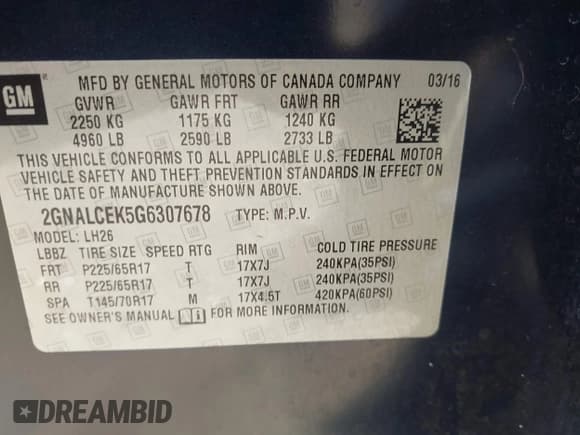 GM
MFD BY GENERAL MOTORS OF CANADA COMPANY 03/16
GVWR GAWR FRT GAWR RR
2250 KG 1175 KG 1240 KG
4960 LB 2590 LB 2733 LB
THIS VEHICLE CONFORMS TO ALL APPLICABLE U.S. FEDERAL MOTOR
VEHICLE SAFETY AND THEFT PREVENTION STANDARDS IN EFFECT ON
THE DATE OF MANUFACTURE SHOWN ABOVE.
2GNALCEK5G6307678 TYPE: M.P.V.
MODEL: LH26
LBBZ TIRE SIZE SPEED RTG RIM COLD TIRE PRESSURE
FRT P225/65R17 T 17X7J 240KPA(35PSI)
RR P225/65R17 T 17X7J 240KPA(35PSI)
SPA T145/70R17 M 17X4.5T 420KPA(60PSI)
SEE OWNER'S MANUAL FOR MORE INFORMATION.
DREAMBID